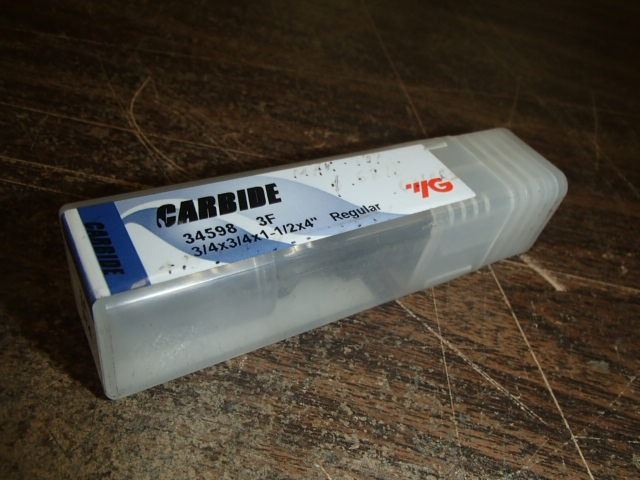 CARBIDE
CARBIDE
34598 3F
3/4x3/4x1-1/2x4" Regular
YG